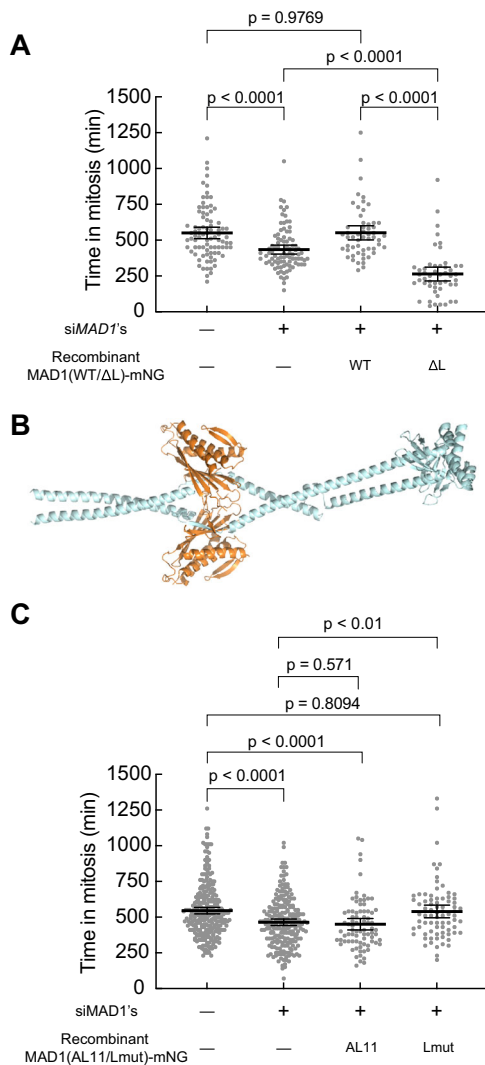 A
p = 0.9769
p < 0.0001
p < 0.0001
p < 0.0001
1500
1250
1000
750
500
250
0
Time in mitosis (min)
siMAD1's — + + +
Recombinant
MAD1(WT/ΔL)-mNG — — WT ΔL
B
C
p < 0.01
p = 0.571
p = 0.8094
p < 0.0001
p < 0.0001
1500
1250
1000
750
500
250
0
Time in mitosis (min)
siMAD1's — + + +
Recombinant
MAD1(AL11/Lmut)-mNG — — AL11 Lmut